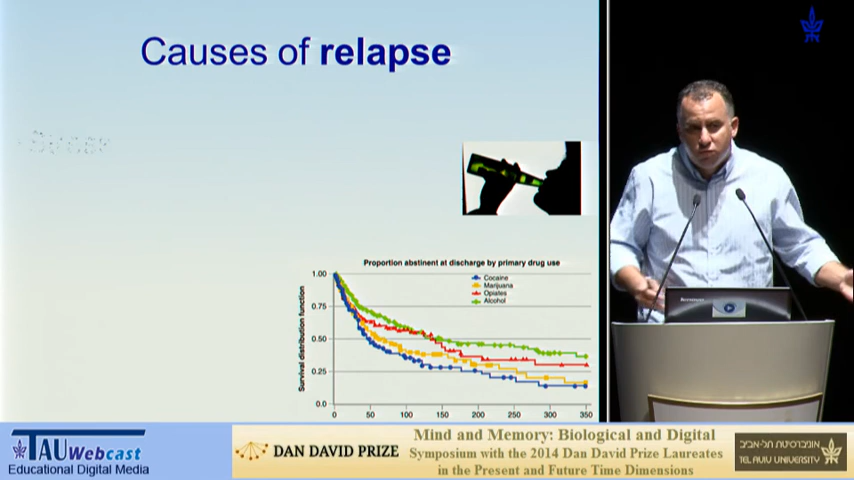 Causes of relapse
Proportion abstinent at discharge by primary drug use
Cocaine
Marijuana
Opiates
Alcohol
Survival distribution function
1.00
0.75
0.50
0.25
0.0
0 50 100 150 200 250 300 350
lenovo
TAU Webcast
Educational Digital Media
DAN DAVID PRIZE
Mind and Memory: Biological and Digital
Symposium with the 2014 Dan David Prize Laureates
in the Present and Future Time Dimensions
אוניברסיטת תל-אביב
TEL AVIV UNIVERSITY